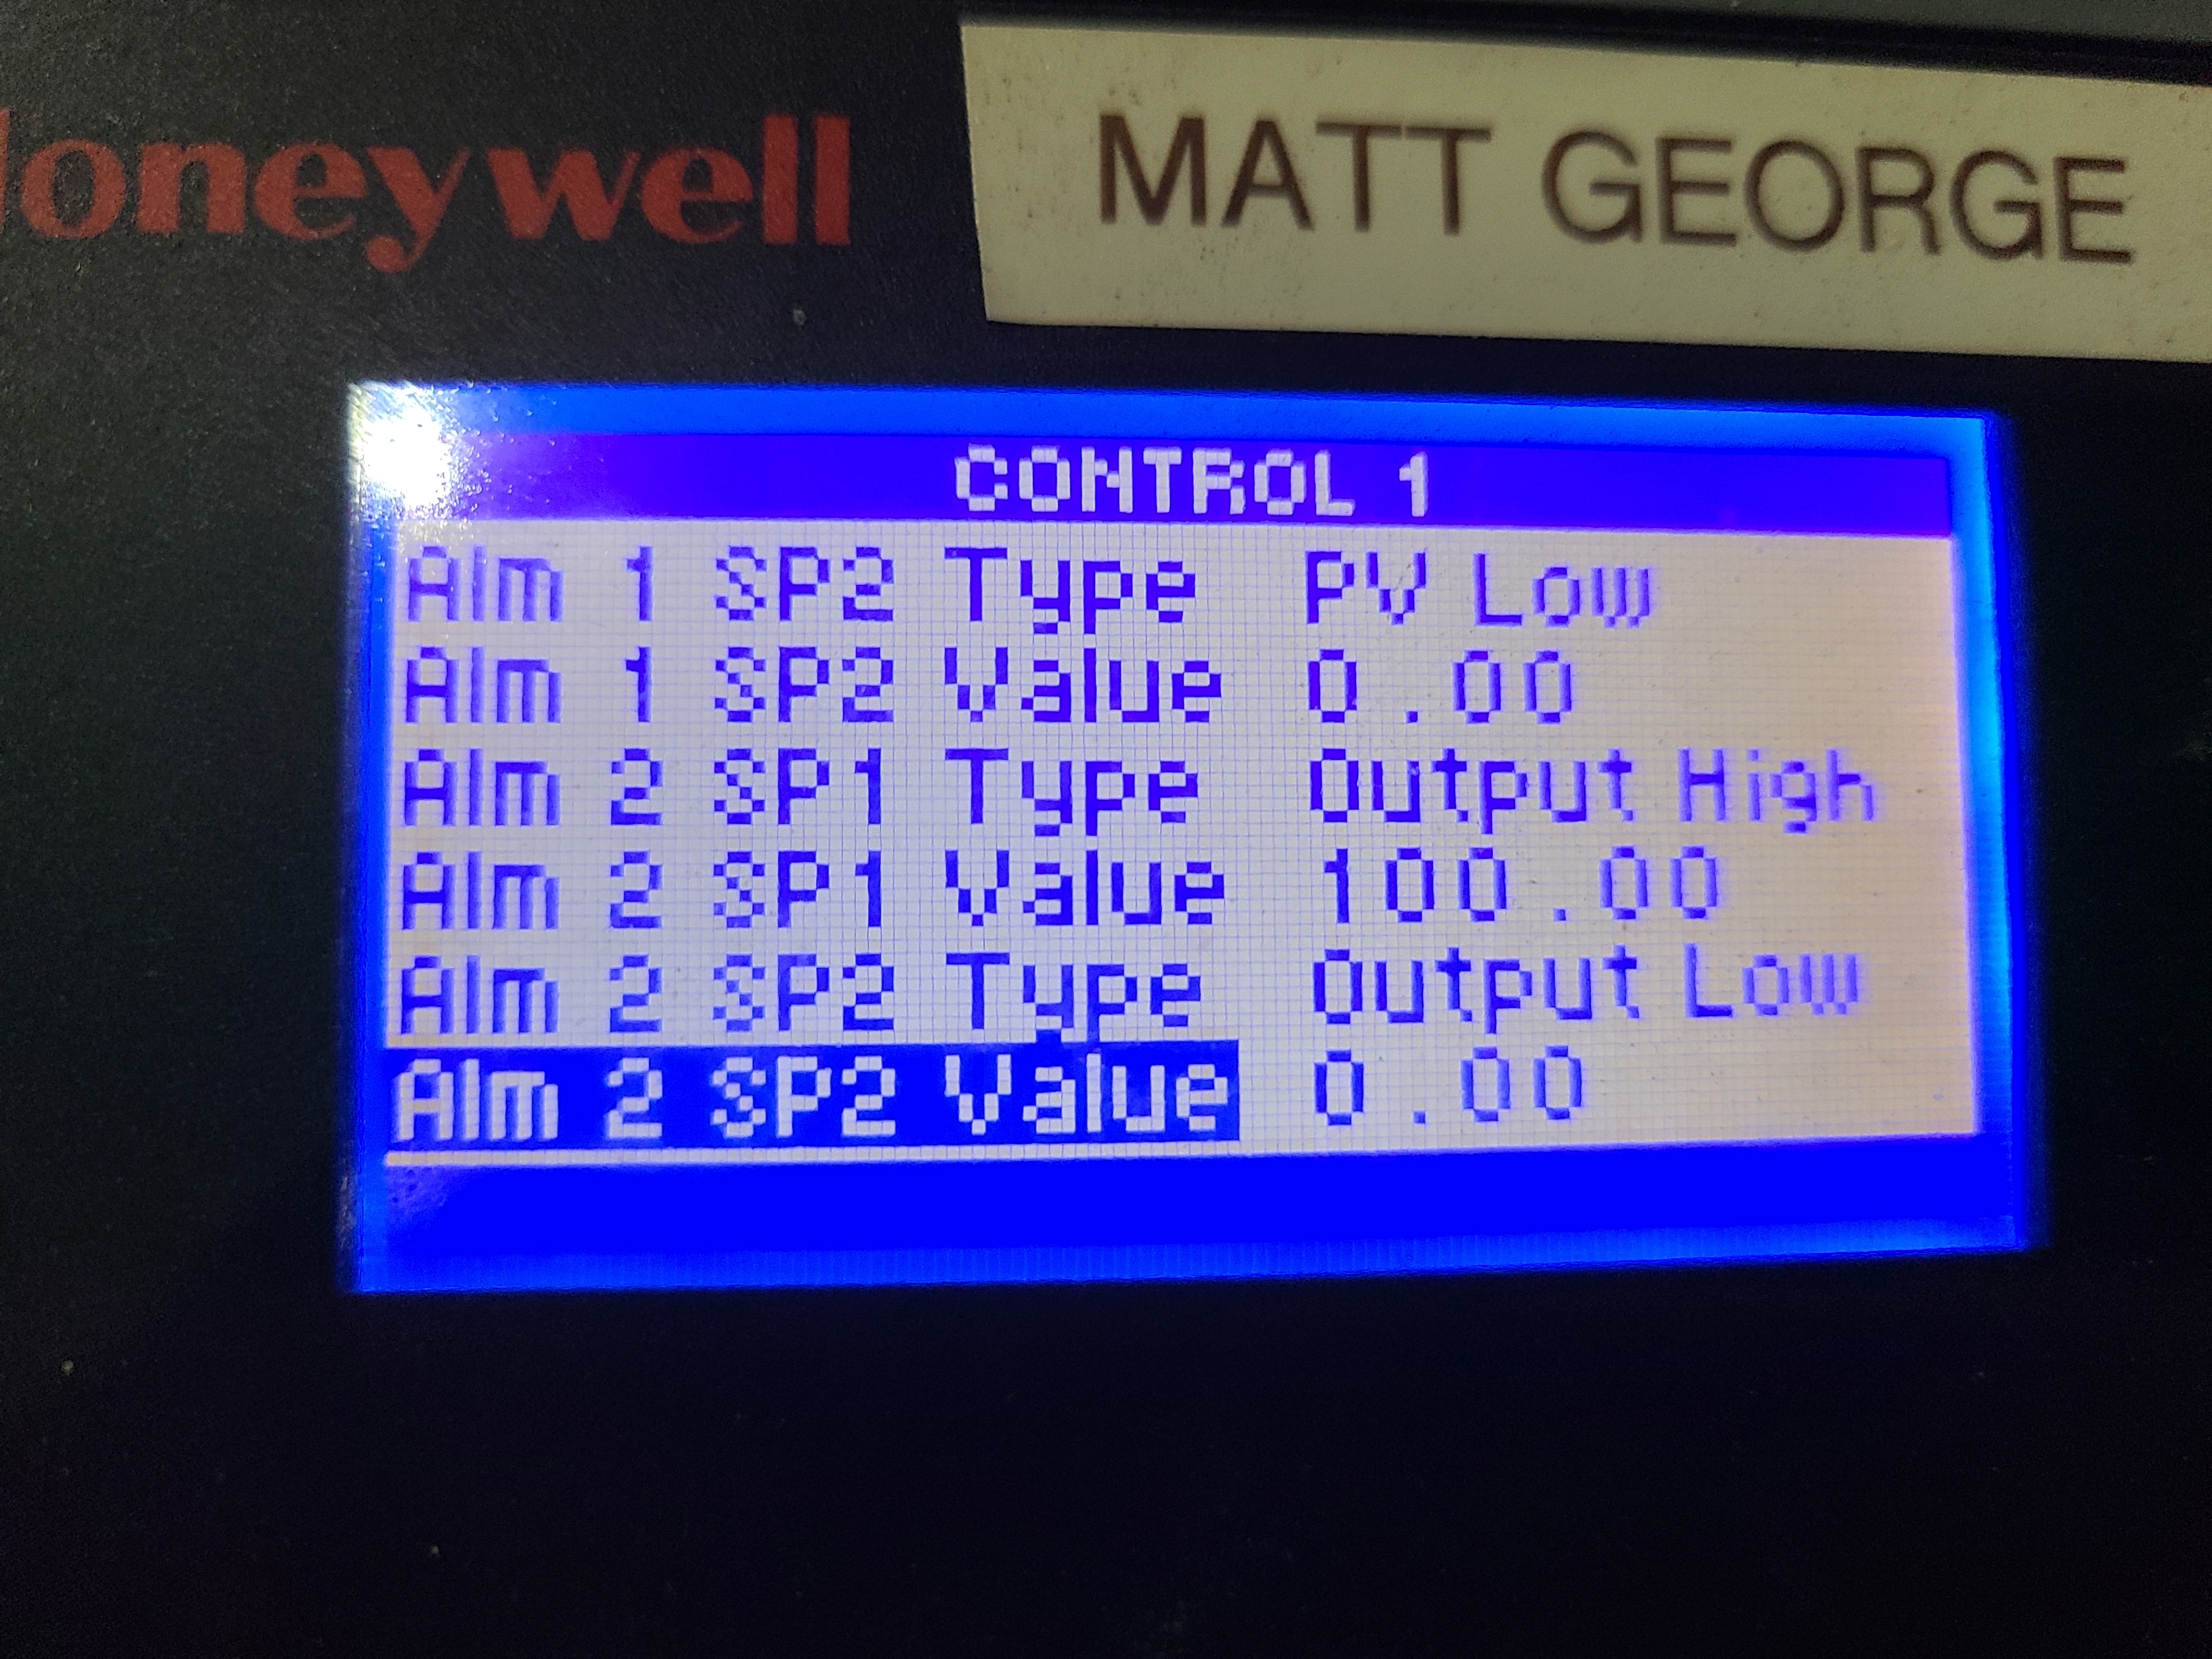 Honeywell
MATT GEORGE
CONTROL 1
Alm 1 SP2 Type PV Low
Alm 1 SP2 Value 0.00
Alm 2 SP1 Type Output High
Alm 2 SP1 Value 100.00
Alm 2 SP2 Type Output Low
Alm 2 SP2 Value 0.00